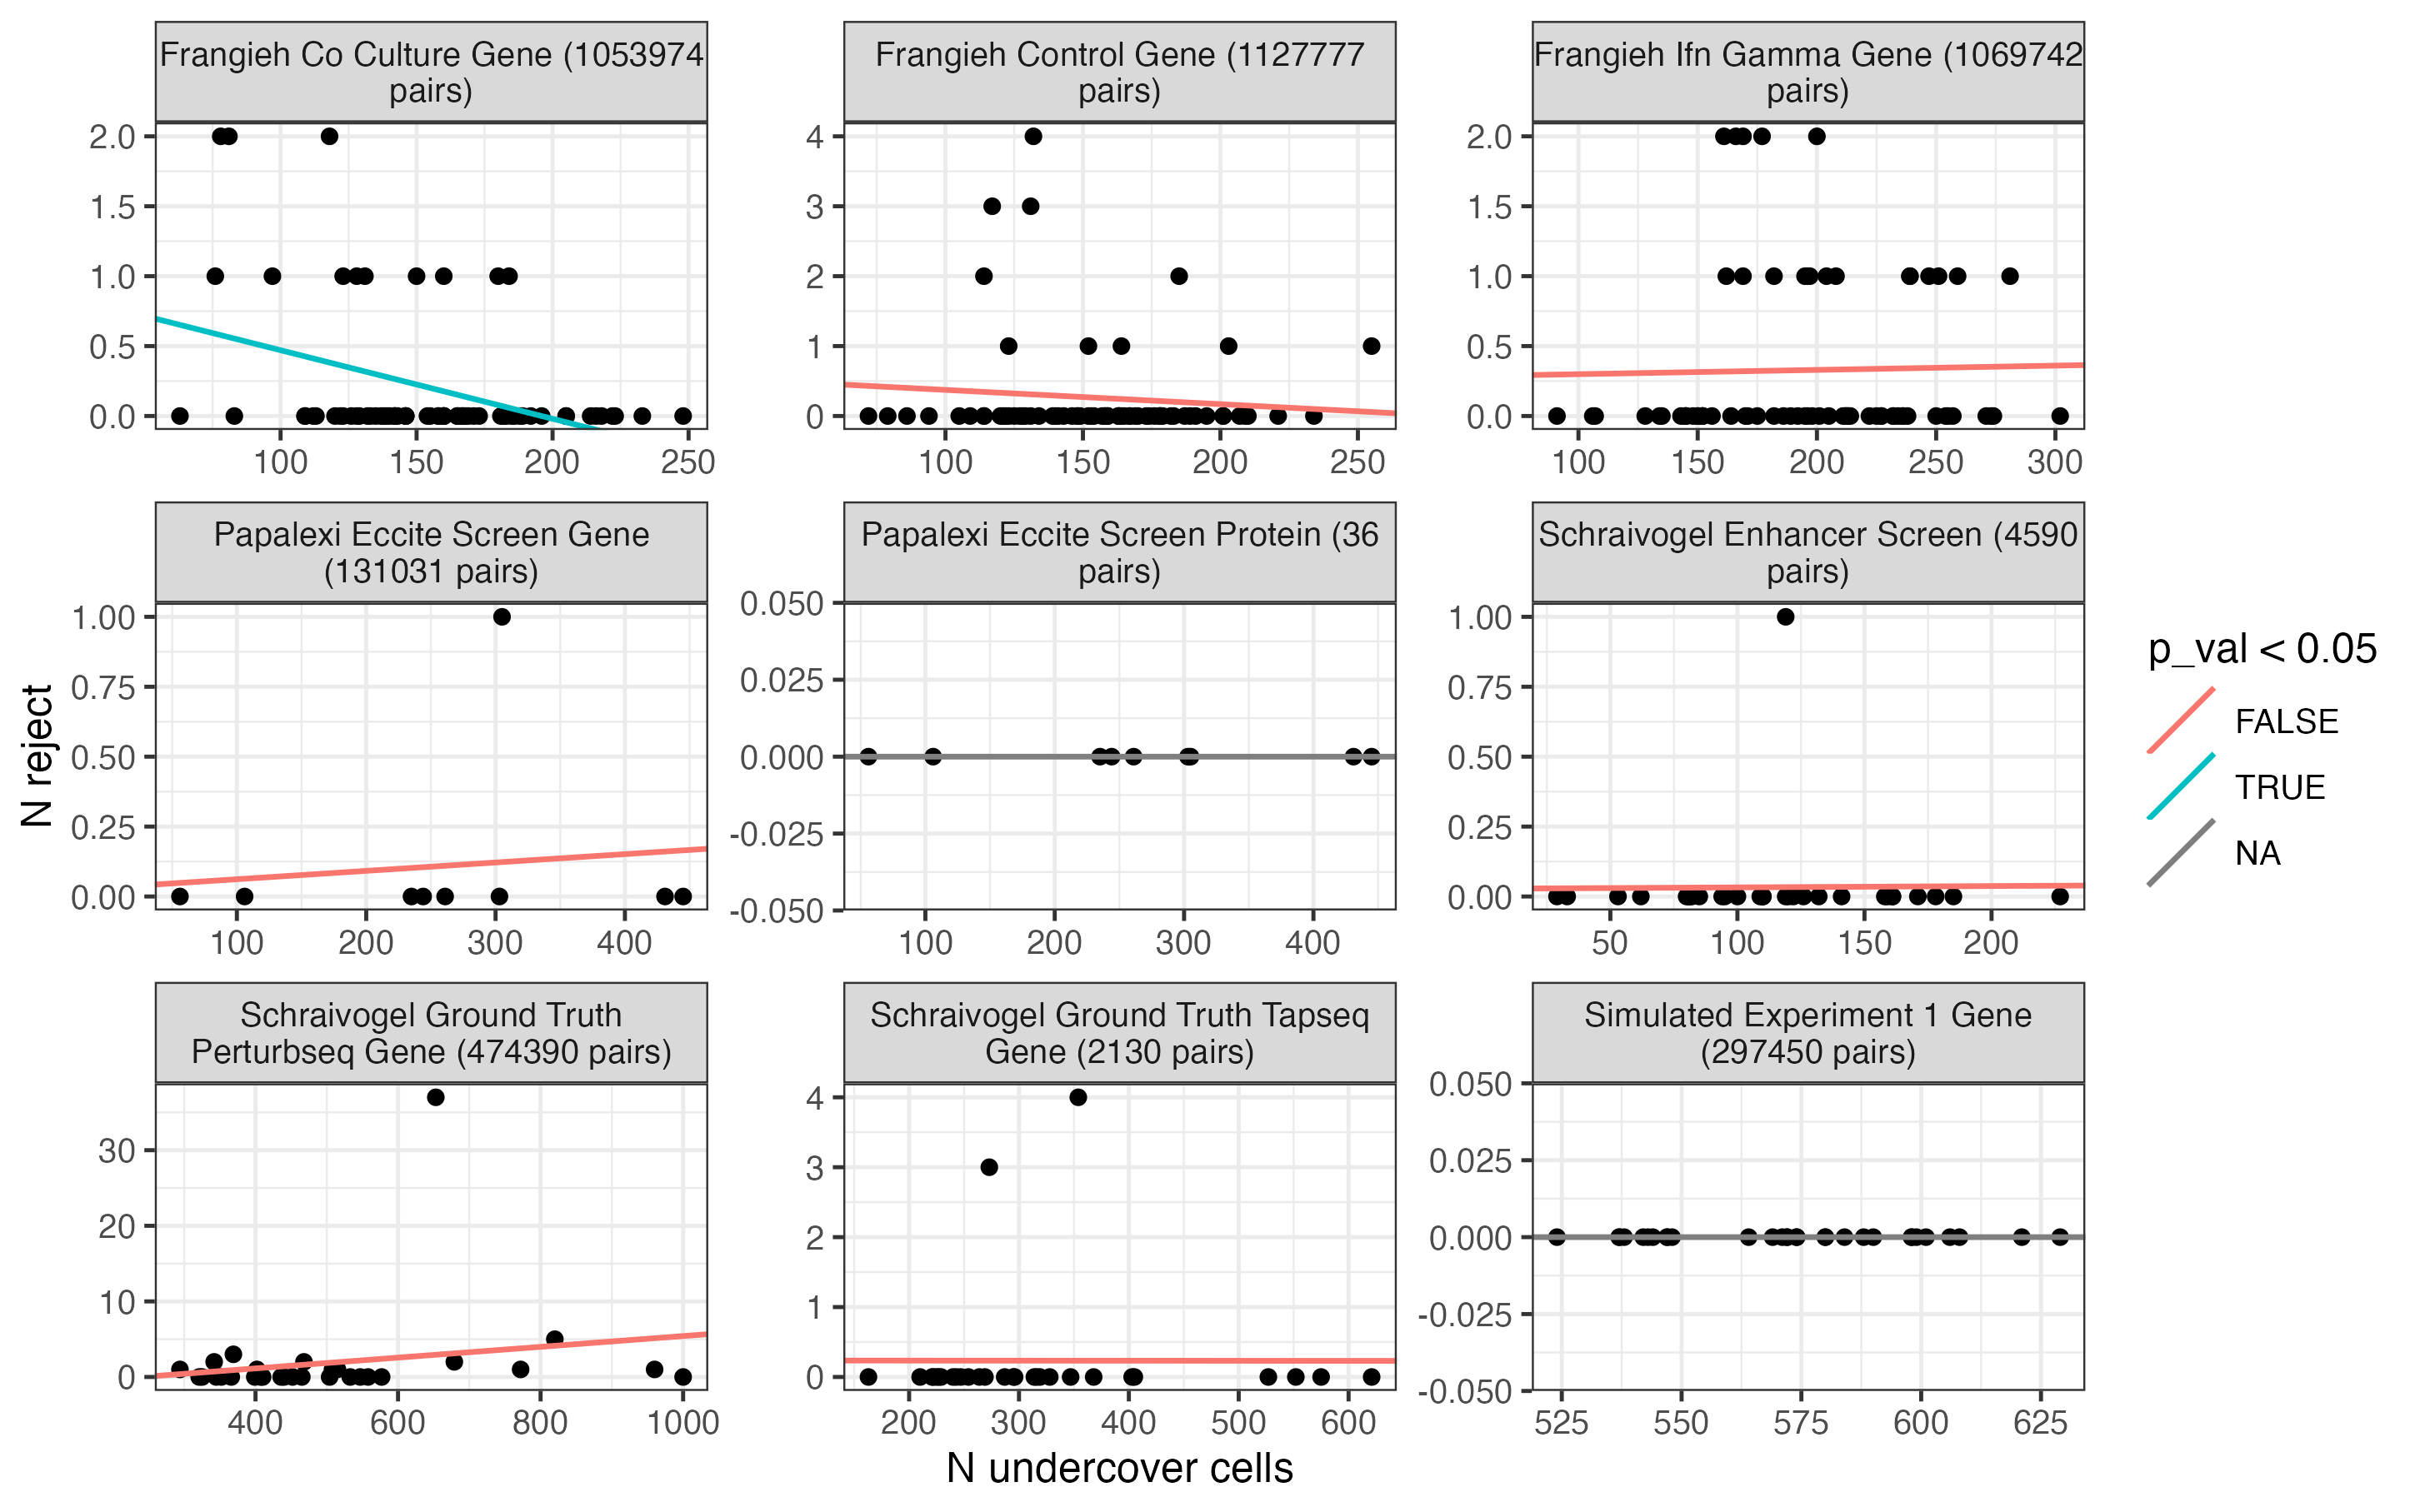 Frangieh Co Culture Gene (1053974
pairs)
Frangieh Control Gene (1127777
pairs)
Frangieh Ifn Gamma Gene (1069742
pairs)
2.0
1.5
1.0
0.5
0.0
100 150 200 250
4
3
2
1
0
100 150 200 250
2.0
1.5
1.0
0.5
0.0
100 150 200 250 300
Papalexi Eccite Screen Gene
(131031 pairs)
Papalexi Eccite Screen Protein (36
pairs)
Schraivogel Enhancer Screen (4590
pairs)
1.00
0.75
0.50
0.25
0.00
100 200 300 400
0.050
0.025
0.000
-0.025
-0.050
100 200 300 400
1.00
0.75
0.50
0.25
0.00
50 100 150 200
Schraivogel Ground Truth
Perturbseq Gene (474390 pairs)
Schraivogel Ground Truth Tapseq
Gene (2130 pairs)
Simulated Experiment 1 Gene
(297450 pairs)
30
20
10
0
400 600 800 1000
4
3
2
1
0
200 300 400 500 600
0.050
0.025
0.000
-0.025
-0.050
525 550 575 600 625
N reject
N undercover cells
p_val < 0.05
FALSE
TRUE
NA